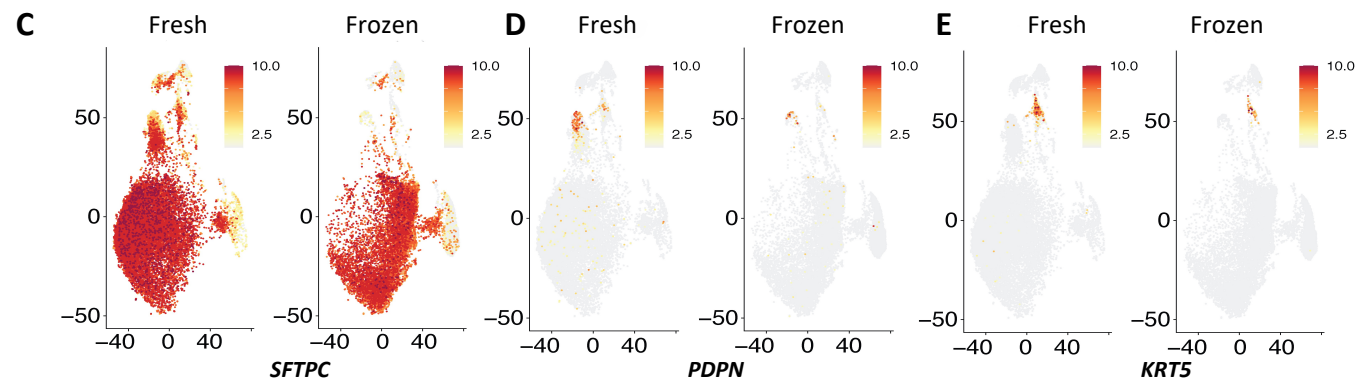 C Fresh Frozen D Fresh Frozen E Fresh Frozen
10.0 10.0 10.0 10.0 10.0 10.0
2.5 2.5 2.5 2.5 2.5 2.5
50 50 50 50 50 50
0 0 0 0 0 0
−50 −50 −50 −50 −50 −50
−40 0 40 −40 0 40 −40 0 40 −40 0 40 −40 0 40 −40 0 40
SFTPC PDPN KRT5